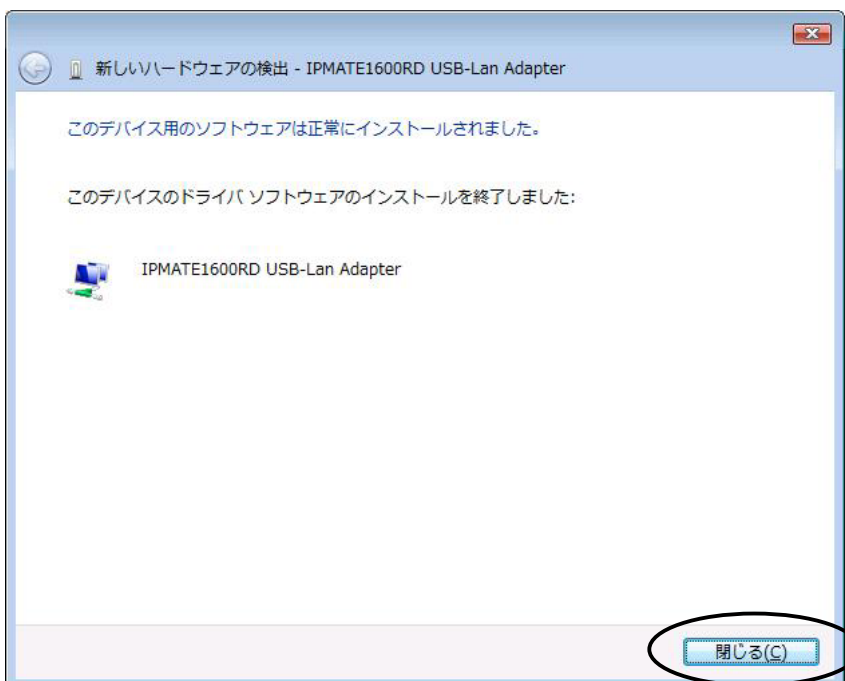 新しいハードウェアの検出 - IPMATE1600RD USB-Lan Adapter
このデバイス用のソフトウェアは正常にインストールされました。
このデバイスのドライバ ソフトウェアのインストールを終了しました:
IPMATE1600RD USB-Lan Adapter
閉じる(C)